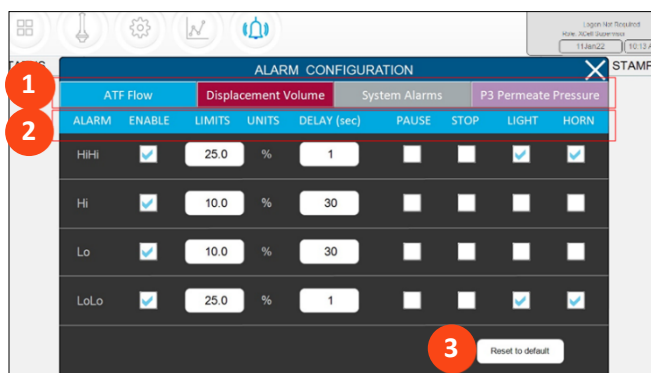 Logon Not Required
11Jan22 10:13 A
ALARM CONFIGURATION
STAMP
1
ATF Flow Displacement Volume System Alarms P3 Permeate Pressure
2
ALARM ENABLE LIMITS UNITS DELAY (sec) PAUSE STOP LIGHT HORN
HiHi 25.0 % 1
Hi 10.0 % 30
Lo 10.0 % 30
LoLo 25.0 % 1
3
Reset to default